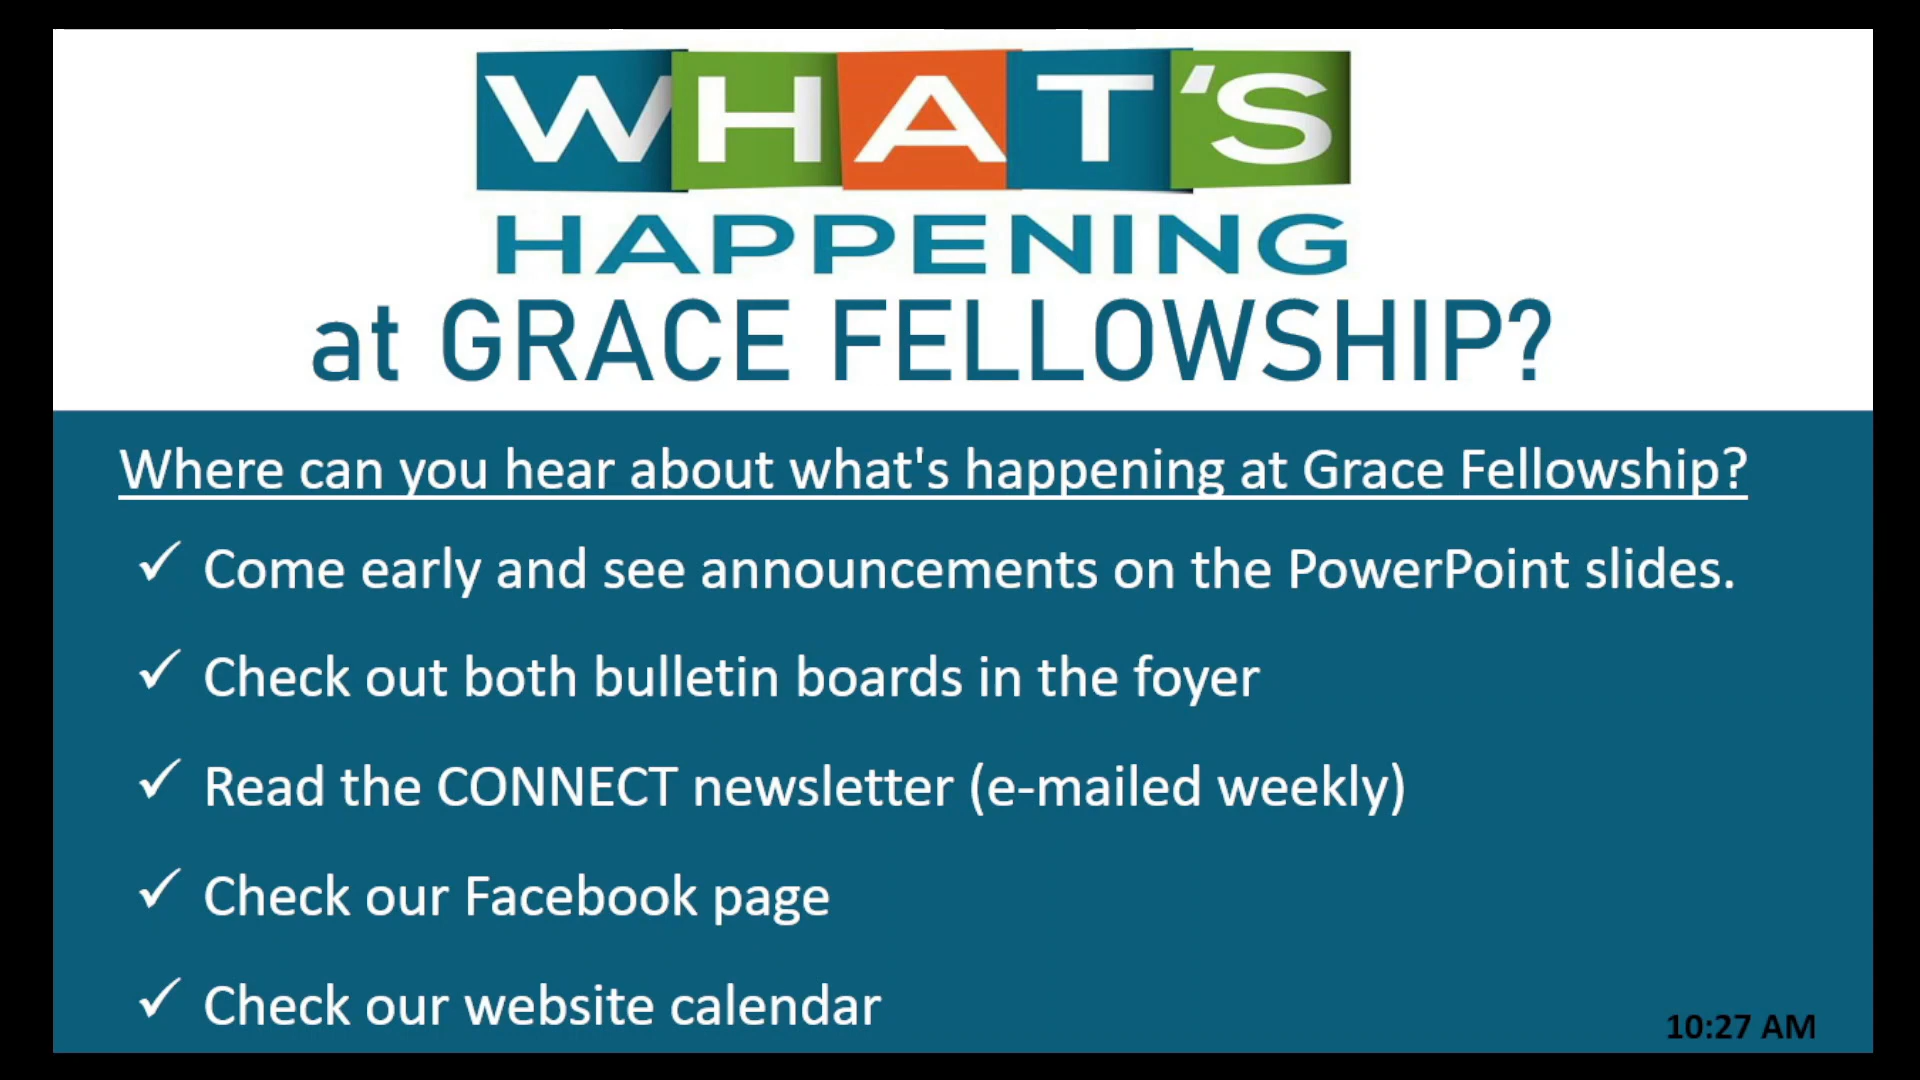 WHAT'S
HAPPENING
at GRACE FELLOWSHIP?
Where can you hear about what's happening at Grace Fellowship?
✓ Come early and see announcements on the PowerPoint slides.
✓ Check out both bulletin boards in the foyer
✓ Read the CONNECT newsletter (e-mailed weekly)
✓ Check our Facebook page
✓ Check our website calendar
10:27 AM